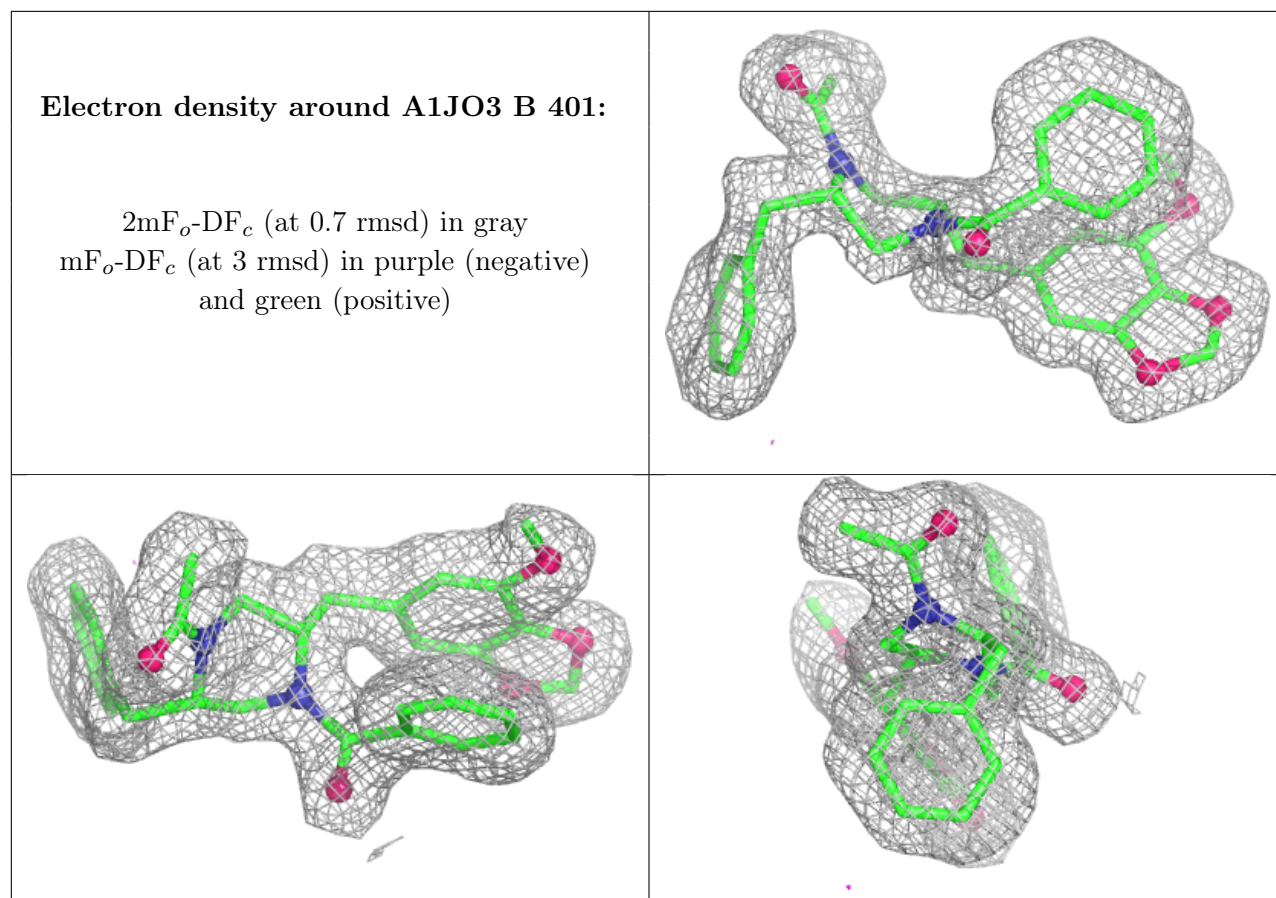 Electron density around A1JO3 B 401:
2mFo-DFc (at 0.7 rmsd) in gray
mFo-DFc (at 3 rmsd) in purple (negative)
and green (positive)